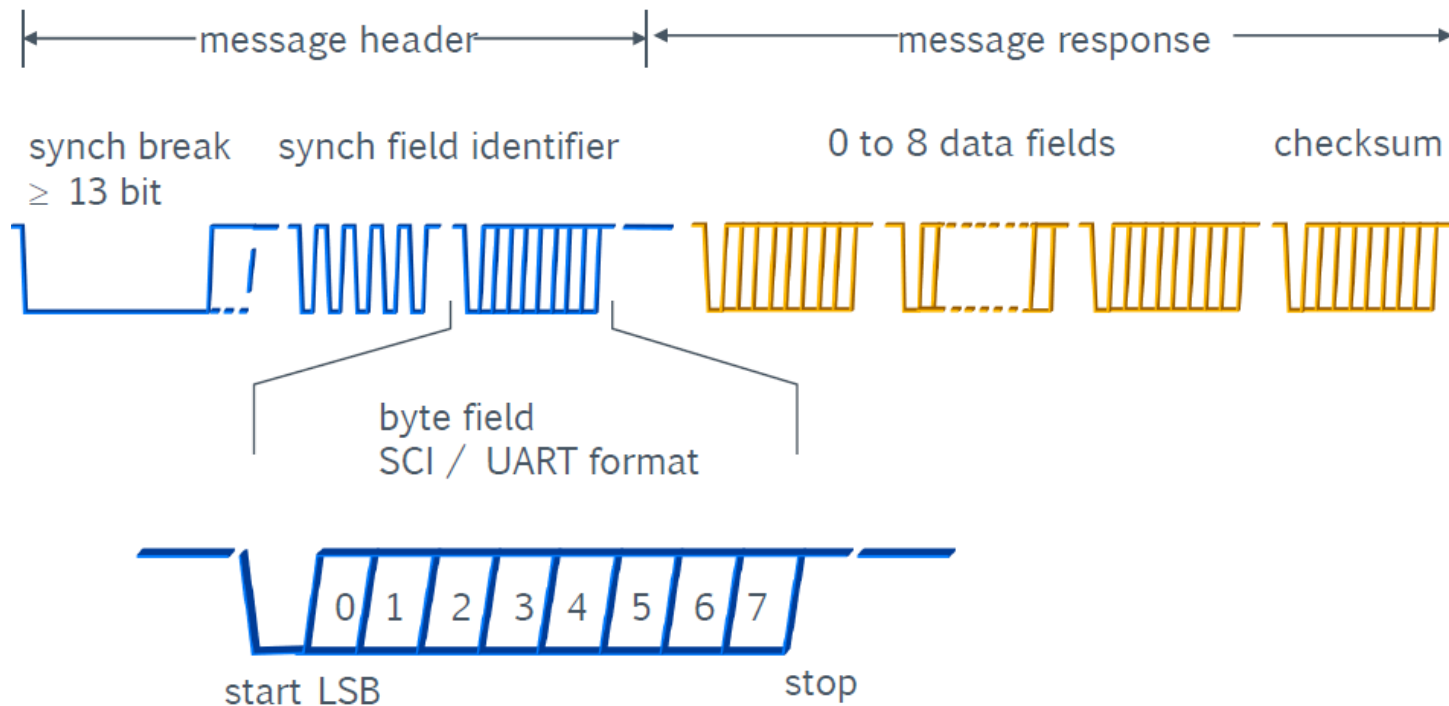 message header
message response
synch break
≥ 13 bit
synch field identifier
0 to 8 data fields
checksum
byte field
SCI / UART format
0 1 2 3 4 5 6 7
start LSB
stop